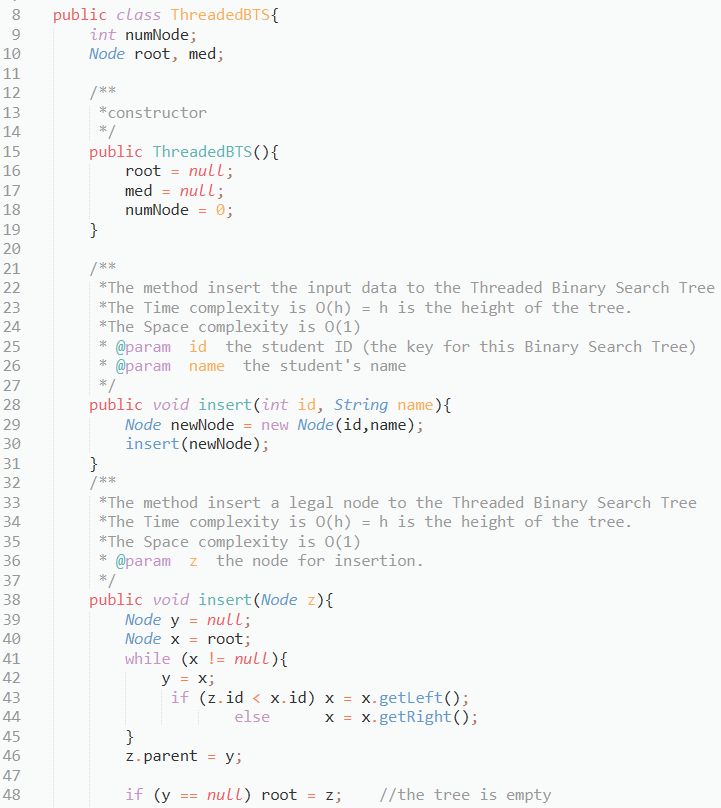 8 public class ThreadedBTS{
9 int numNode;
10 Node root, med;
11
12 /**
13 *constructor
14 */
15 public ThreadedBTS(){
16 root = null;
17 med = null;
18 numNode = 0;
19 }
20
21 /**
22 *The method insert the input data to the Threaded Binary Search Tree
23 *The Time complexity is O(h) = h is the height of the tree.
24 *The Space complexity is O(1)
25 * @param id the student ID (the key for this Binary Search Tree)
26 * @param name the student's name
27 */
28 public void insert(int id, String name){
29 Node newNode = new Node(id,name);
30 insert(newNode);
31 }
32 /**
33 *The method insert a legal node to the Threaded Binary Search Tree
34 *The Time complexity is O(h) = h is the height of the tree.
35 *The Space complexity is O(1)
36 * @param z the node for insertion.
37 */
38 public void insert(Node z){
39 Node y = null;
40 Node x = root;
41 while (x != null){
42 y = x;
43 if (z.id < x.id) x = x.getLeft();
44 else x = x.getRight();
45 }
46 z.parent = y;
47
48 if (y == null) root = z; //the tree is empty